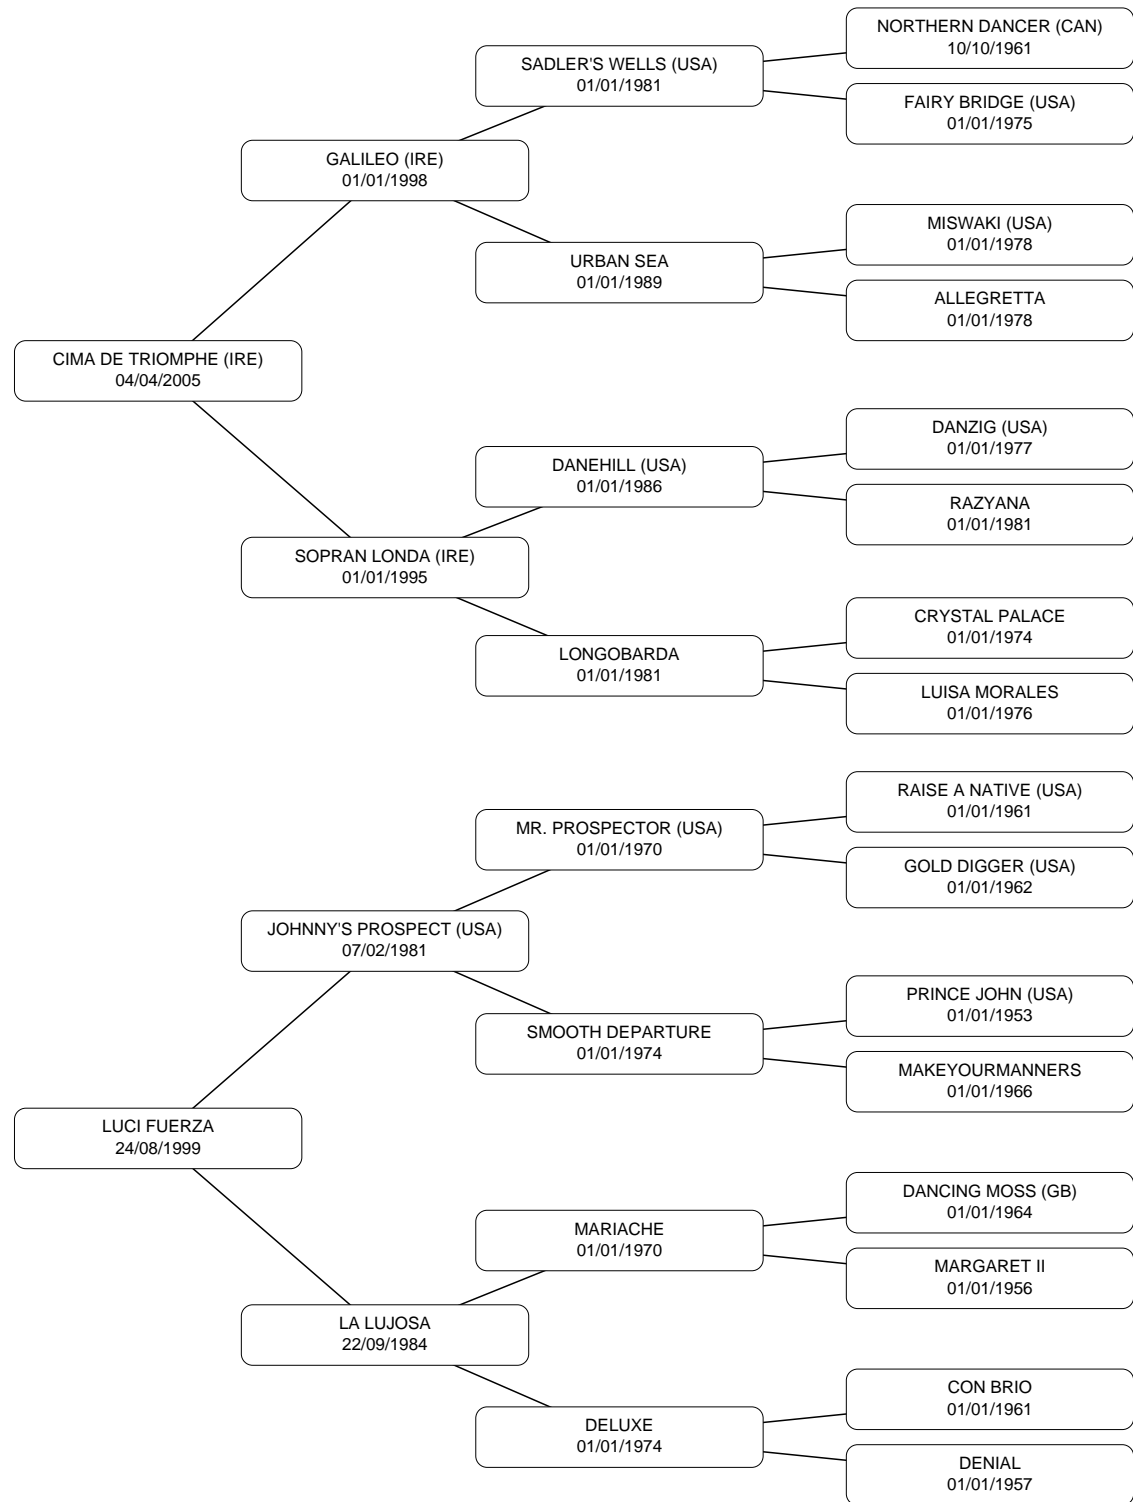 NORTHERN DANCER (CAN)
10/10/1961
SADLER'S WELLS (USA)
01/01/1981
FAIRY BRIDGE (USA)
01/01/1975
GALILEO (IRE)
01/01/1998
MISWAKI (USA)
01/01/1978
URBAN SEA
01/01/1989
ALLEGRETTA
01/01/1978
CIMA DE TRIOMPHE (IRE)
04/04/2005
DANZIG (USA)
01/01/1977
DANEHILL (USA)
01/01/1986
RAZYANA
01/01/1981
SOPRAN LONDA (IRE)
01/01/1995
CRYSTAL PALACE
01/01/1974
LONGOBARDA
01/01/1981
LUISA MORALES
01/01/1976
RAISE A NATIVE (USA)
01/01/1961
MR. PROSPECTOR (USA)
01/01/1970
GOLD DIGGER (USA)
01/01/1962
JOHNNY'S PROSPECT (USA)
07/02/1981
PRINCE JOHN (USA)
01/01/1953
SMOOTH DEPARTURE
01/01/1974
MAKEYOURMANNERS
01/01/1966
LUCI FUERZA
24/08/1999
DANCING MOSS (GB)
01/01/1964
MARIACHE
01/01/1970
MARGARET II
01/01/1956
LA LUJOSA
22/09/1984
CON BRIO
01/01/1961
DELUXE
01/01/1974
DENIAL
01/01/1957